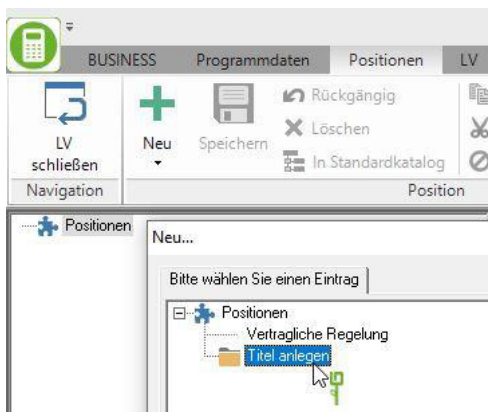 BUSINESS Programmdaten Positionen LV
LV schließen
Neu
Speichern
Rückgängig
Löschen
In Standardkatalog
Navigation
Position
Positionen
Neu...
Bitte wählen Sie einen Eintrag
Positionen
Vertragliche Regelung
Titel anlegen